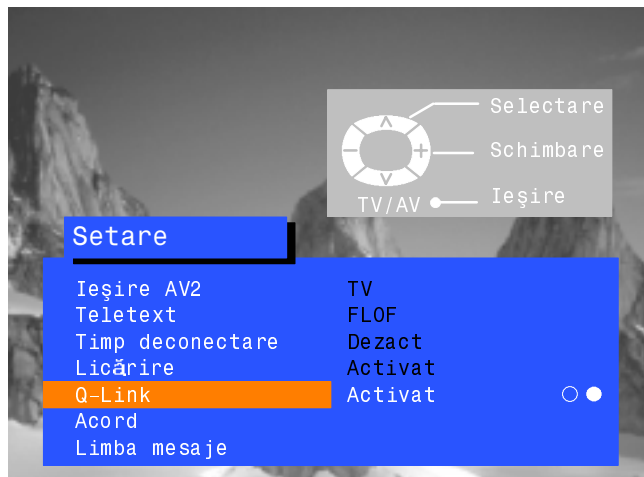 Selectare
Schimbare
TV/AV Ieşire
Setare
Ieşire AV2 TV
Teletext FLOF
Timp deconectare Dezact
Licărire Activat
Q-Link Activat
Acord
Limba mesaje